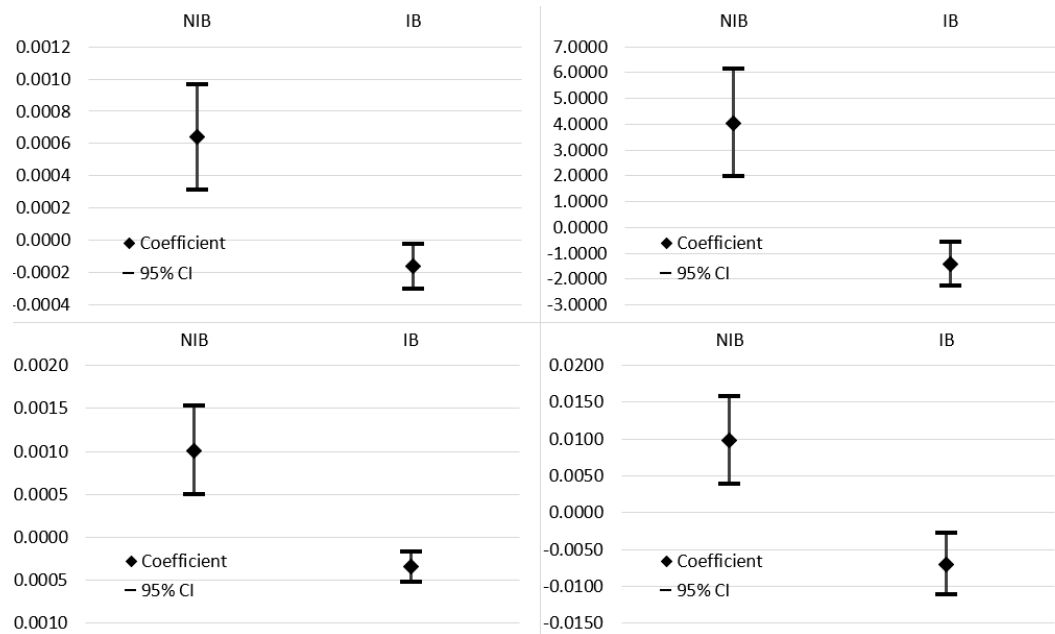 NIB IB
0.0012
0.0010
0.0008
0.0006
0.0004
0.0002
0.0000
-0.0002
-0.0004
◆ Coefficient
– 95% CI
NIB IB
7.0000
6.0000
5.0000
4.0000
3.0000
2.0000
1.0000
0.0000
-1.0000
-2.0000
-3.0000
◆ Coefficient
– 95% CI
NIB IB
0.0020
0.0015
0.0010
0.0005
0.0000
0.0005
0.0010
◆ Coefficient
– 95% CI
NIB IB
0.0200
0.0150
0.0100
0.0050
0.0000
-0.0050
-0.0100
-0.0150
◆ Coefficient
– 95% CI